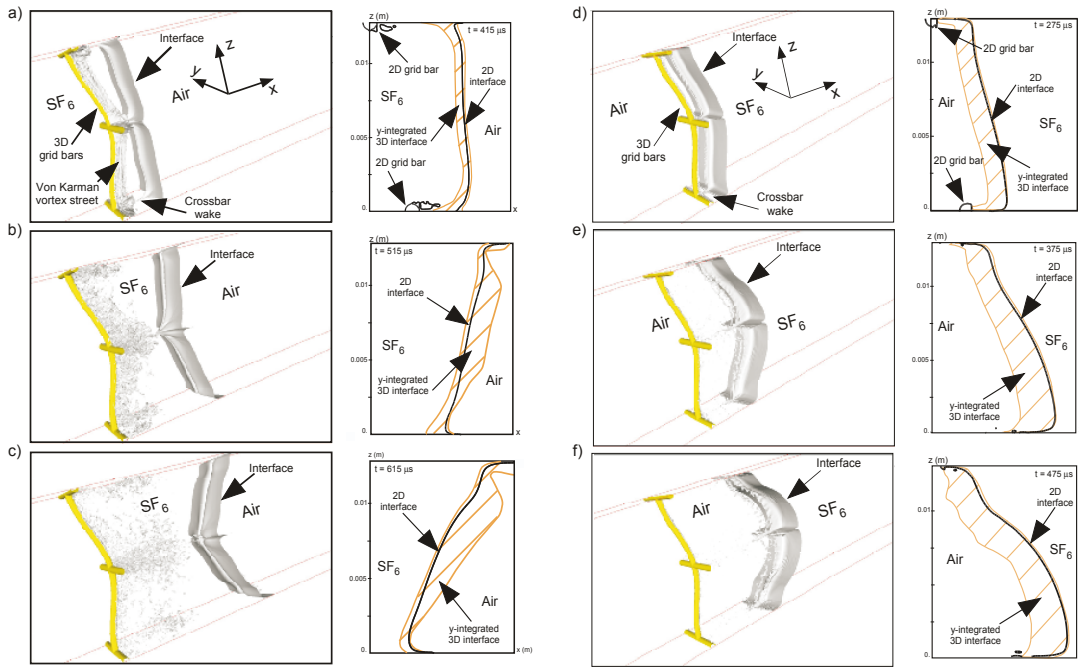 a)
Interface
z
y
x
Air
SF6
3D
grid bars
Von Karman
vortex street
Crossbar
wake
z (m)
t = 415 µs
0.01
2D grid bar
2D
interface
0.005
y-integrated
3D interface
Air
2D grid bar
0.
x
b)
Interface
SF6
Air
z (m)
t = 515 µs
0.01
2D
interface
0.005
SF6
y-integrated
3D interface
Air
0.
x
c)
Interface
SF6
Air
z (m)
t = 615 µs
0.01
2D
interface
0.005
SF6
Air
y-integrated
3D interface
0.
x (m)
d)
Interface
z
y
x
Air
SF6
3D
grid bars
Crossbar
wake
z (m)
t = 275 µs
0.01
2D grid bar
Air
2D
interface
SF6
0.005
y-integrated
3D interface
2D grid bar
0.
e)
Interface
Air
SF6
z (m)
t = 375 µs
0.01
2D
interface
Air
0.005
SF6
y-integrated
3D interface
0.
f)
Interface
Air
SF6
z (m)
t = 475 µs
0.01
2D
interface
Air
SF6
0.005
y-integrated
3D interface
0.